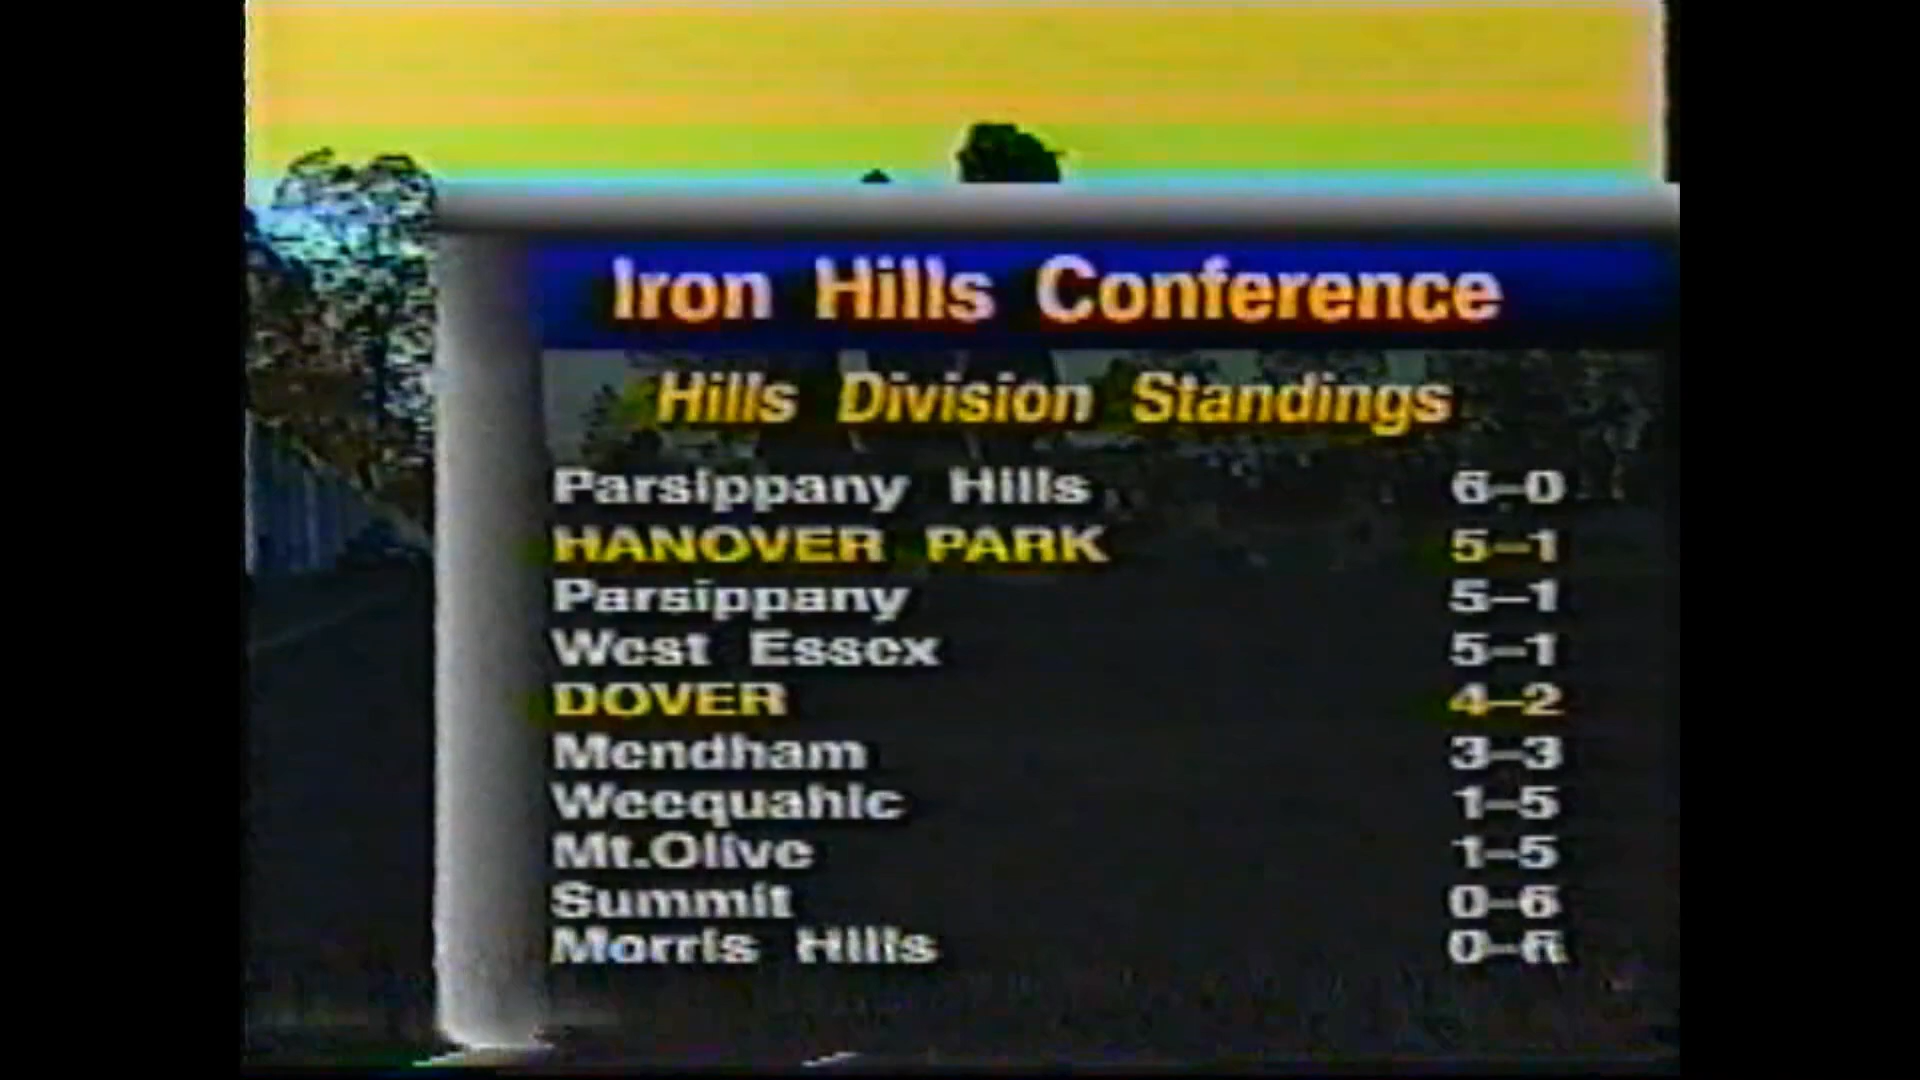 Iron Hills Conference
Hills Division Standings
Parsippany Hills 6-0
HANOVER PARK 5-1
Parsippany 5-1
West Essex 5-1
DOVER 4-2
Mendham 3-3
Weequahic 1-5
Mt.Olive 1-5
Summit 0-6
Morris Hills 0-6